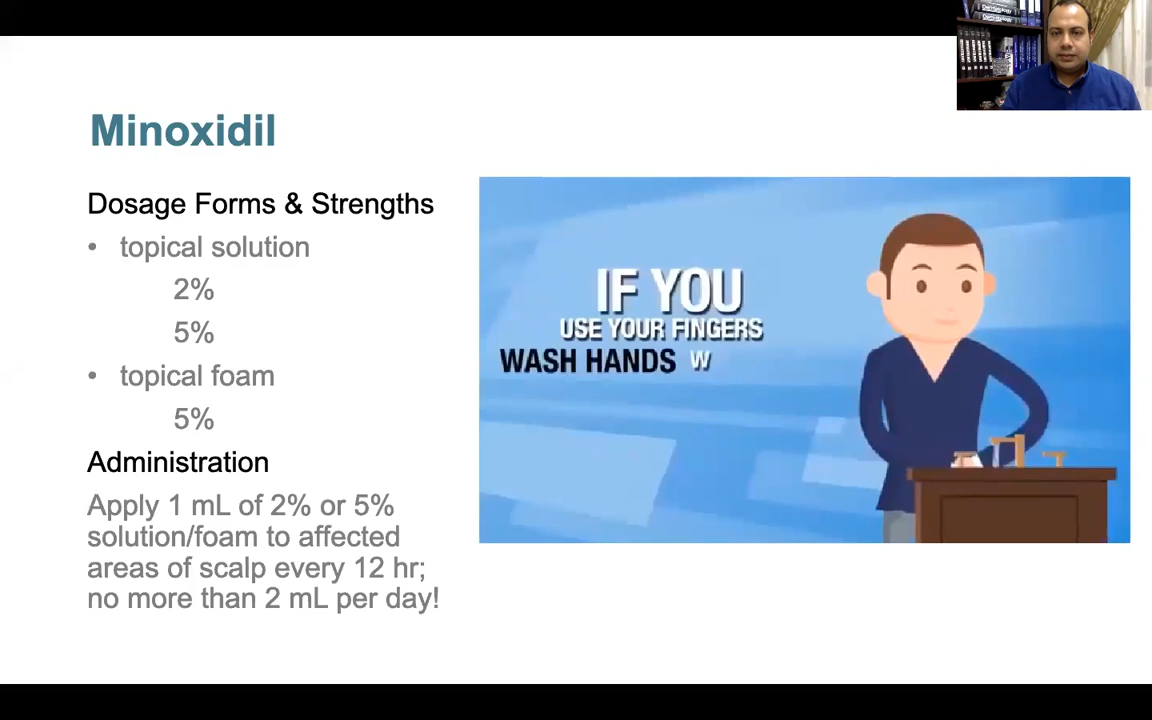 Minoxidil
Dosage Forms & Strengths
• topical solution
2%
5%
• topical foam
5%
Administration
Apply 1 mL of 2% or 5%
solution/foam to affected
areas of scalp every 12 hr;
no more than 2 mL per day!
IF YOU
USE YOUR FINGERS
WASH HANDS W